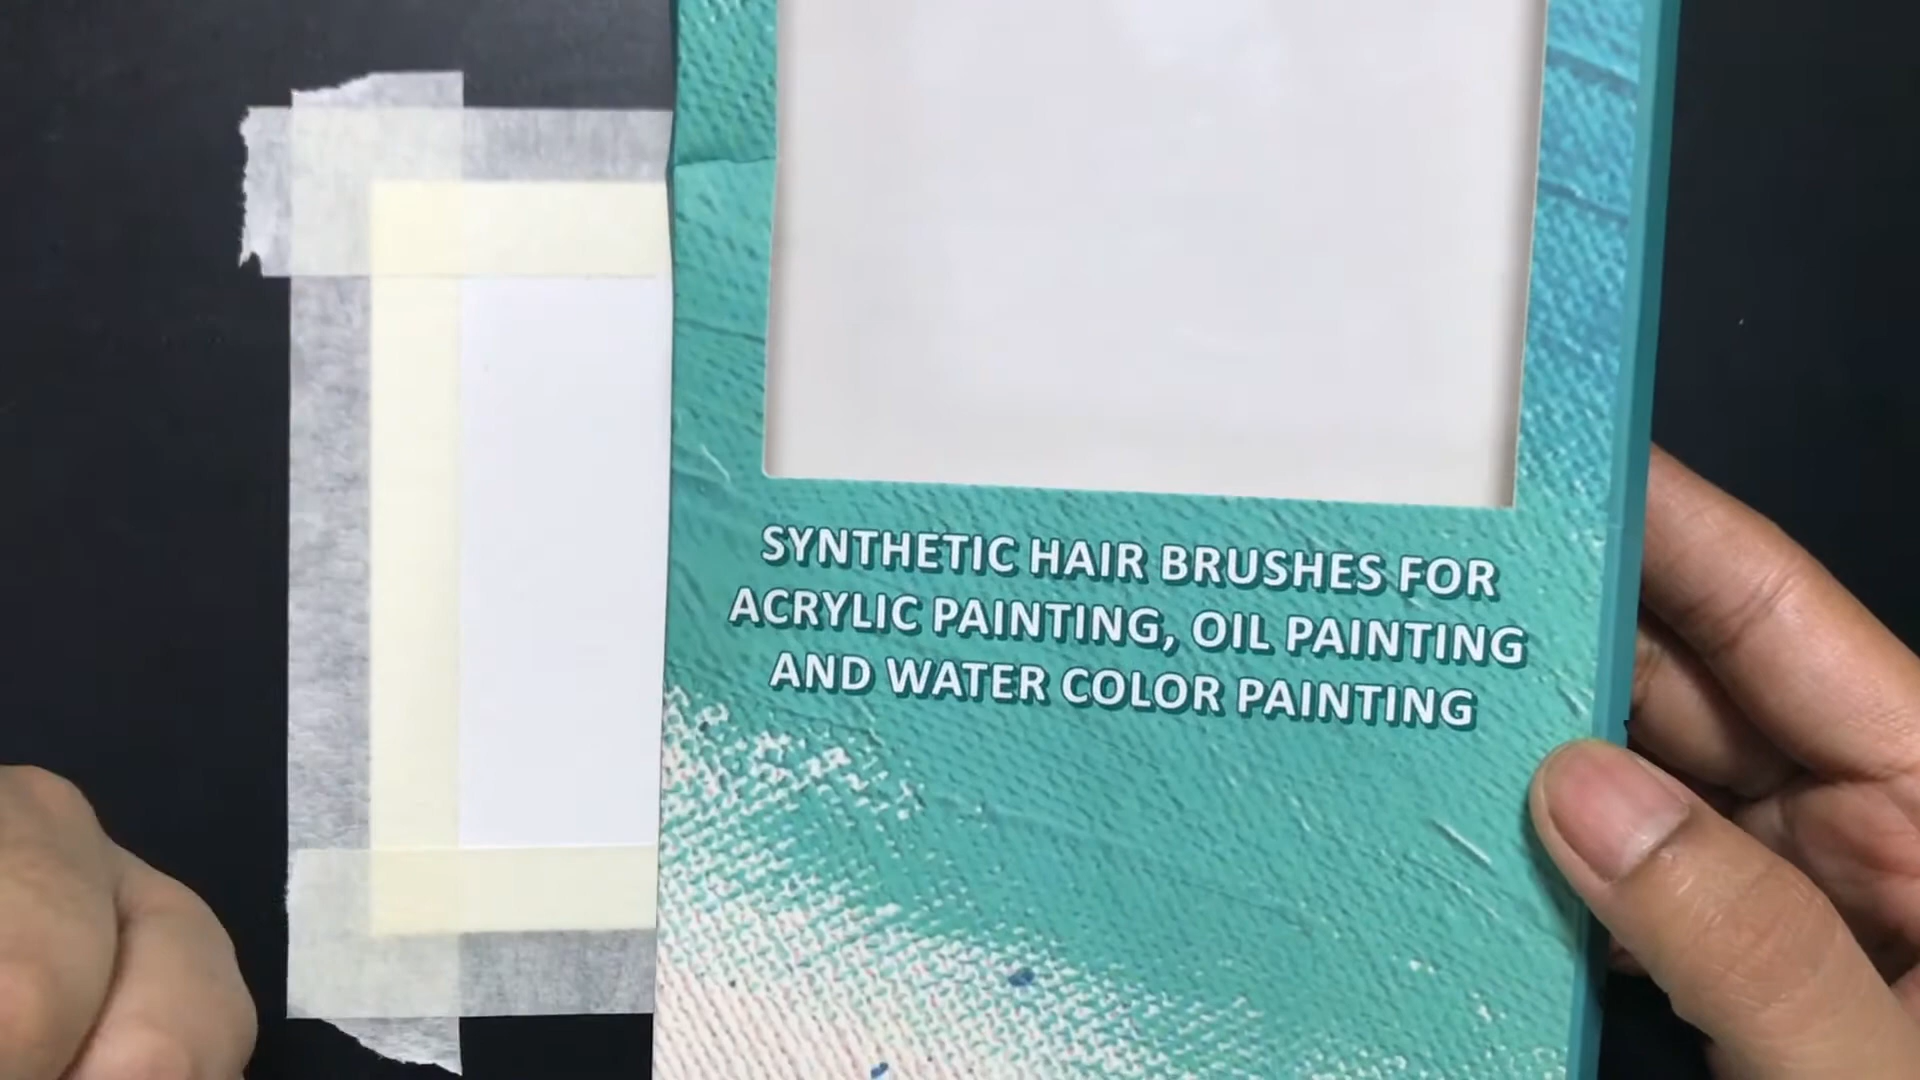 SYNTHETIC HAIR BRUSHES FOR
ACRYLIC PAINTING, OIL PAINTING
AND WATER COLOR PAINTING